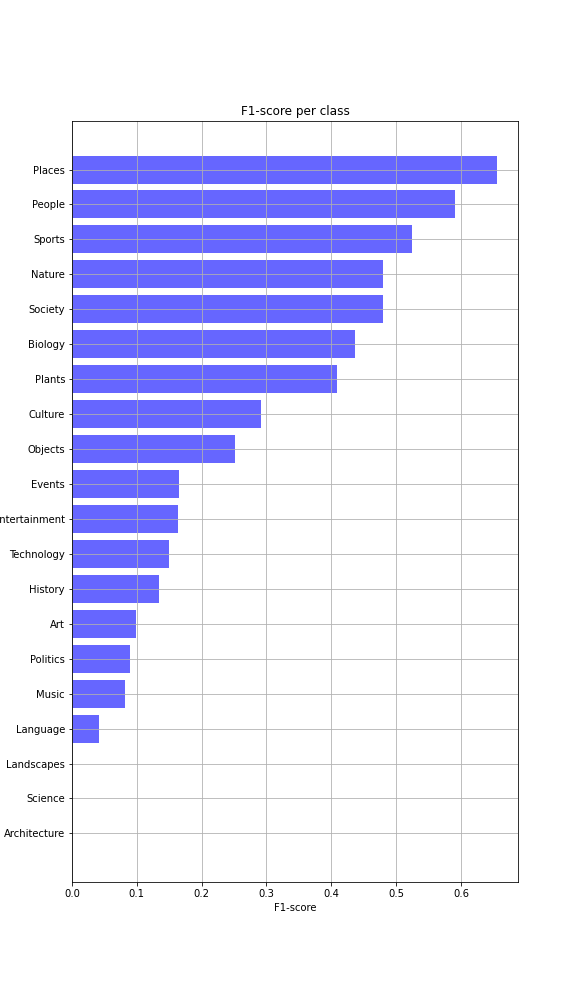 F1-score per class
Places
People
Sports
Nature
Society
Biology
Plants
Culture
Objects
Events
ntertainment
Technology
History
Art
Politics
Music
Language
Landscapes
Science
Architecture
0.0 0.1 0.2 0.3 0.4 0.5 0.6
F1-score